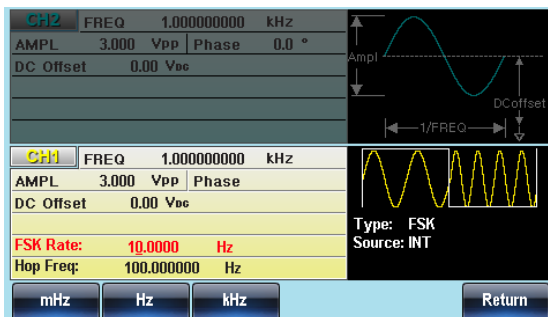 CH2 FREQ 1.000000000 kHz
AMPL 3.000 Vpp Phase 0.0 °
DC Offset 0.00 VDC
Ampl
DCoffset
1/FREQ
CH1 FREQ 1.000000000 kHz
AMPL 3.000 Vpp Phase
DC Offset 0.00 VDC
Type: FSK
Source: INT
FSK Rate: 10.0000 Hz
Hop Freq: 100.000000 Hz
mHz Hz kHz Return